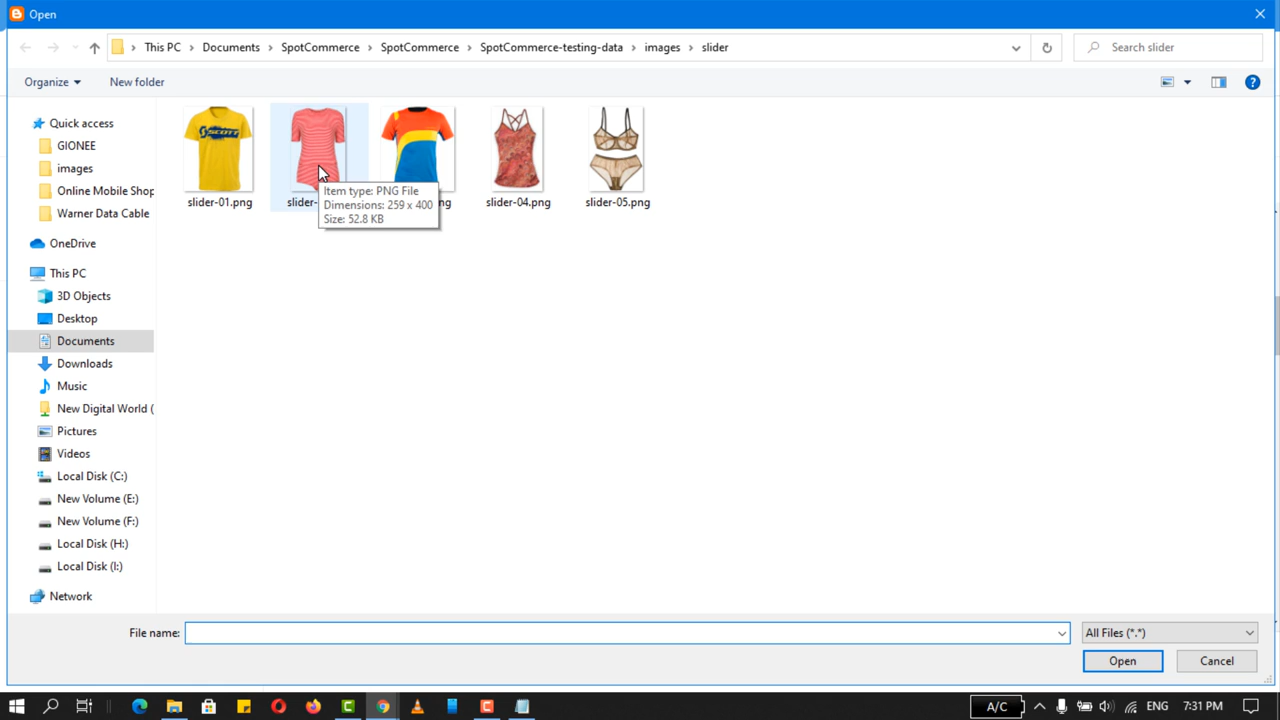 Open
This PC > Documents > SpotCommerce > SpotCommerce > SpotCommerce-testing-data > images > slider
Search slider
Organize
New folder
Quick access
GIONEE
images
Online Mobile Shop
Warner Data Cable
OneDrive
This PC
3D Objects
Desktop
Documents
Downloads
Music
New Digital World (
Pictures
Videos
Local Disk (C:)
New Volume (E:)
New Volume (F:)
Local Disk (H:)
Local Disk (I:)
Network
SCOTT
slider-01.png
slider-
ng
slider-04.png
slider-05.png
Item type: PNG File
Dimensions: 259 x 400
Size: 52.8 KB
File name:
All Files (*.*)
Open
Cancel
A/C
ENG
7:31 PM